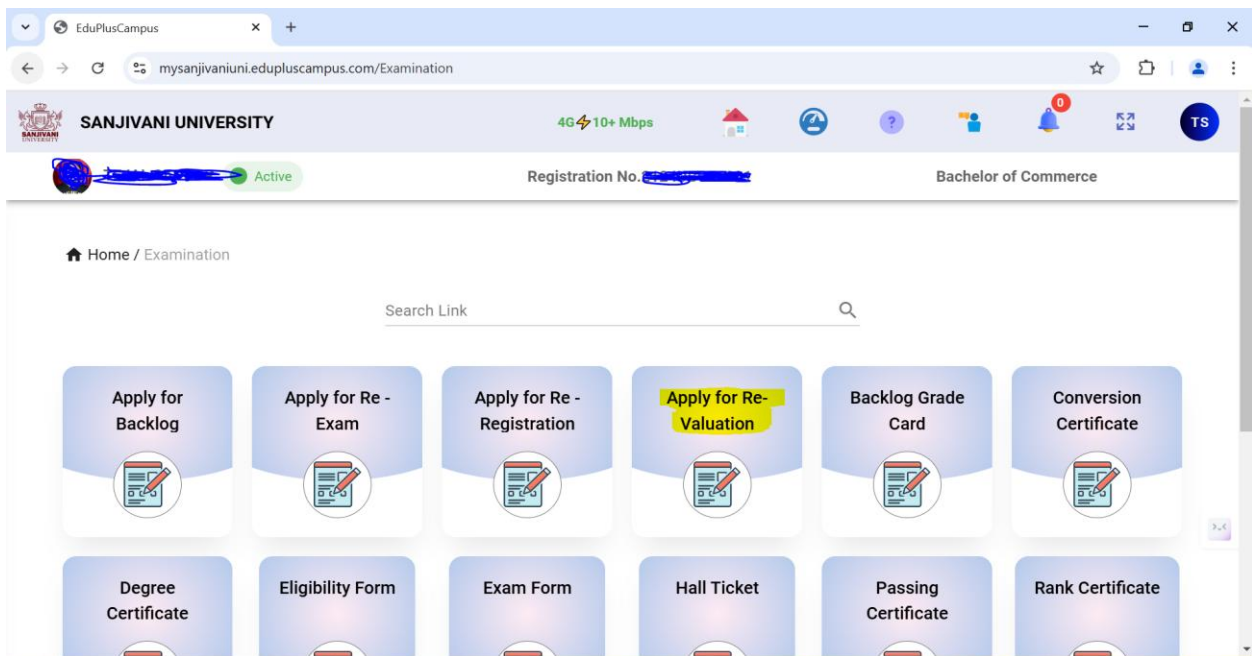 EduPlusCampus
mysanjivaniuni.edupluscampus.com/Examination
SANJIVANI UNIVERSITY
SANJIVANI UNIVERSITY
4G⚡10+ Mbps
?
0
TS
Active
Registration No.
Bachelor of Commerce
Home / Examination
Search Link
Apply for
Backlog
Apply for Re -
Exam
Apply for Re -
Registration
Apply for Re-
Valuation
Backlog Grade
Card
Conversion
Certificate
Degree
Certificate
Eligibility Form
Exam Form
Hall Ticket
Passing
Certificate
Rank Certificate